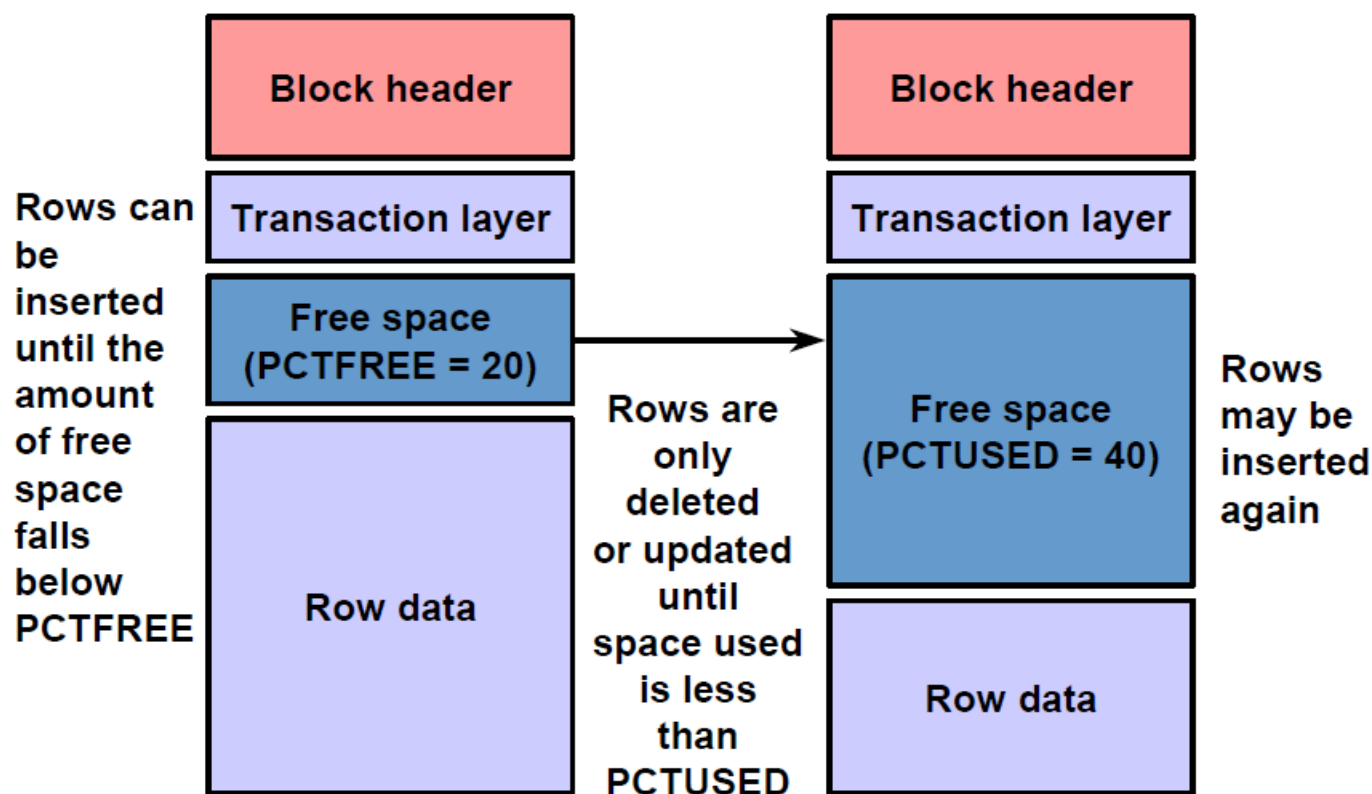 Block header
Transaction layer
Free space
(PCTFREE = 20)
Row data
Rows can
be
inserted
until the
amount
of free
space
falls
below
PCTFREE
Rows are
only
deleted
or updated
until
space used
is less
than
PCTUSED
Block header
Transaction layer
Free space
(PCTUSED = 40)
Row data
Rows
may be
inserted
again